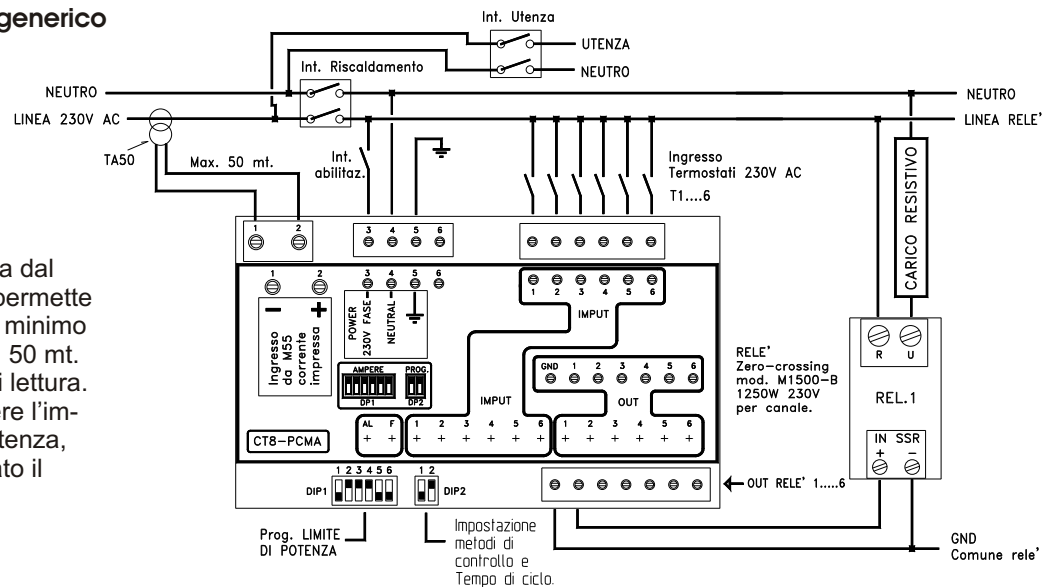 generico
Int. Utenza
UTENZA
NEUTRO
Int. Riscaldamento
NEUTRO
NEUTRO
LINEA 230V AC
LINEA RELE'
TA50
Max. 50 mt.
Int.
abilitaz.
Ingresso
Termostati 230V AC
T1....6
CARICO RESISTIVO
1 2
3 4 5 6
a dal
permette
minimo
50 mt.
i lettura.
ere l'im-
tenza,
ato il
1 2
3 4 5 6
− +
Ingresso
da M55
corrente
impressa
POWER
230V FASE
NEUTRAL
1 2 3 4 5 6
IMPUT
AMPERE
DP1
PROG.
DP2
GND 1 2 3 4 5 6
OUT
IMPUT
AL F
1 2 3 4 5 6
1 2 3 4 5 6
+ + + + + + + + + + + + + +
CT8-PCMA
RELE'
Zero-crossing
mod. M1500-B
1250W 230V
per canale.
R U
REL.1
IN SSR
+ −
1 2 3 4 5 6
DIP1
1 2
DIP2
OUT RELE' 1.....6
Prog. LIMITE
DI POTENZA
Impostazione
metodi di
controllo e
Tempo di ciclo.
GND
Comune rele'